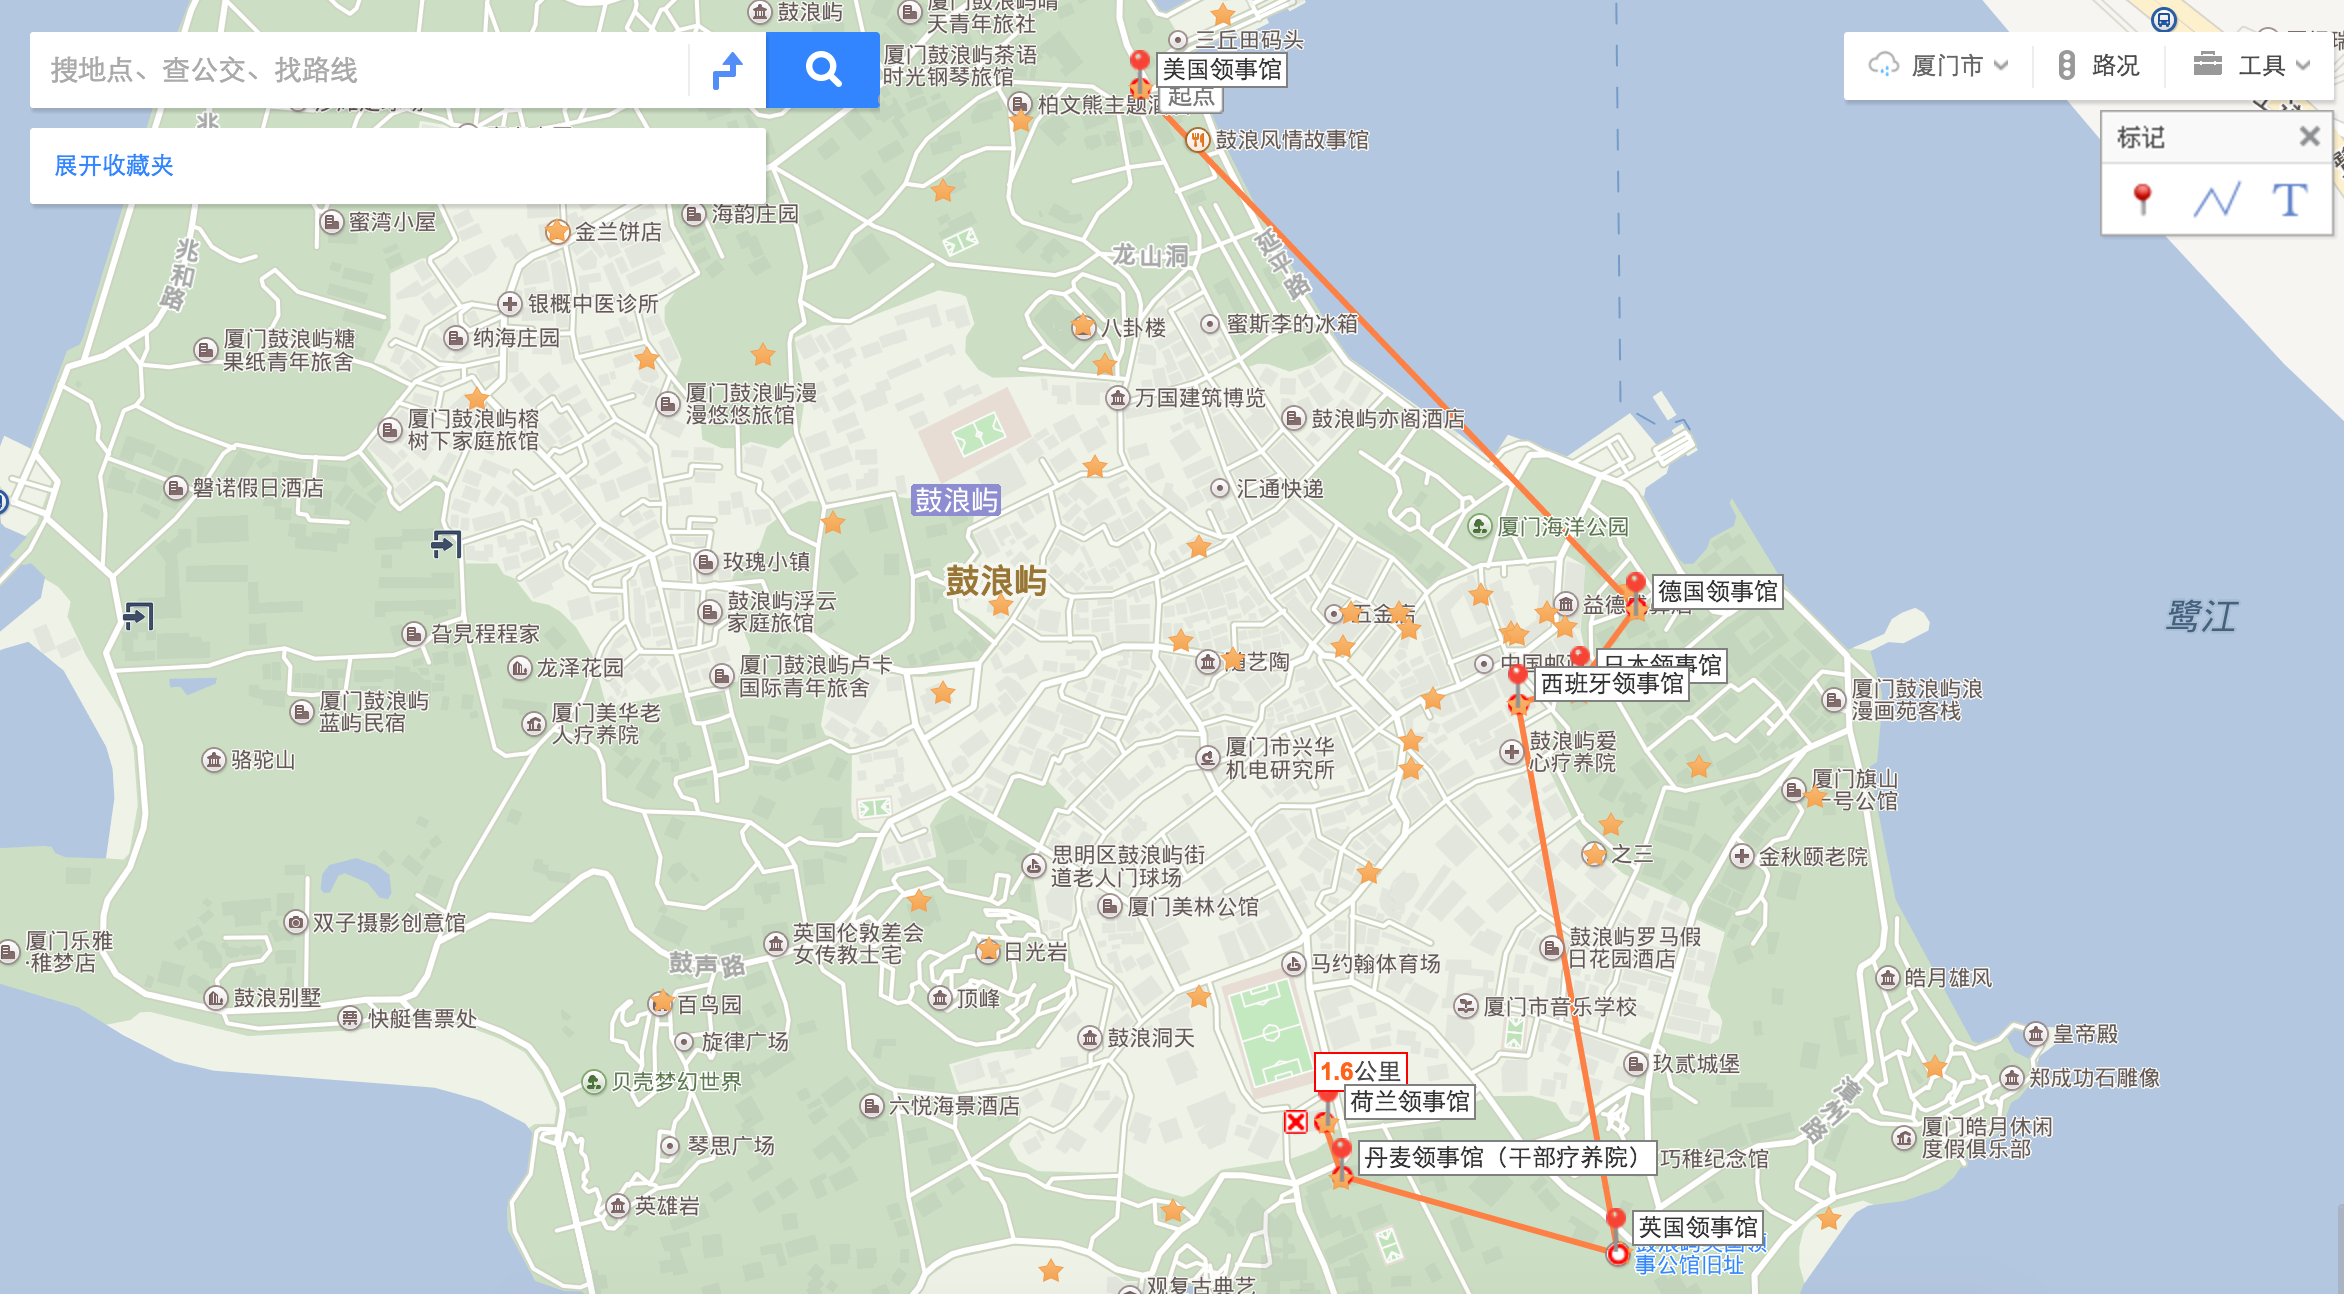 鼓浪屿
天青年旅社
三丘田码头
搜地点、查公交、找路线
厦门鼓浪屿茶语
时光钢琴旅馆
美国领事馆
起点
柏文熊主题酒
厦门市
路况
工具
标记
T
展开收藏夹
鼓浪风情故事馆
蜜湾小屋
金兰饼店
海韵庄园
兆和路
龙山洞
延平路
银概中医诊所
纳海庄园
厦门鼓浪屿糖
果纸青年旅舍
八卦楼
蜜斯李的冰箱
厦门鼓浪屿漫
漫悠悠旅馆
万国建筑博览
鼓浪屿亦阁酒店
厦门鼓浪屿榕
树下家庭旅馆
磐诺假日酒店
鼓浪屿
汇通快递
厦门海洋公园
玫瑰小镇
鼓浪屿
德国领事馆
鼓浪屿浮云
家庭旅馆
五金店
鹭江
旮旯程程家
龙泽花园
厦门鼓浪屿卢卡
国际青年旅舍
随艺陶
日本领事馆
西班牙领事馆
厦门鼓浪屿
蓝屿民宿
厦门美华老
人疗养院
厦门鼓浪屿浪
漫画苑客栈
骆驼山
厦门市兴华
机电研究所
鼓浪屿爱
心疗养院
厦门旗山
一号公馆
思明区鼓浪屿街
道老人门球场
之三
金秋颐老院
厦门美林公馆
双子摄影创意馆
英国伦敦差会
女传教士宅
厦门乐雅
·稚梦店
鼓声路
日光岩
马约翰体育场
鼓浪屿罗马假
日花园酒店
皓月雄风
鼓浪别墅
快艇售票处
百鸟园
顶峰
厦门市音乐学校
旋律广场
鼓浪洞天
皇帝殿
贝壳梦幻世界
1.6公里
玖贰城堡
郑成功石雕像
六悦海景酒店
荷兰领事馆
漳州路
厦门皓月休闲
度假俱乐部
琴思广场
丹麦领事馆（干部疗养院）
巧稚纪念馆
英雄岩
英国领事馆
事公馆旧址
观复古典艺